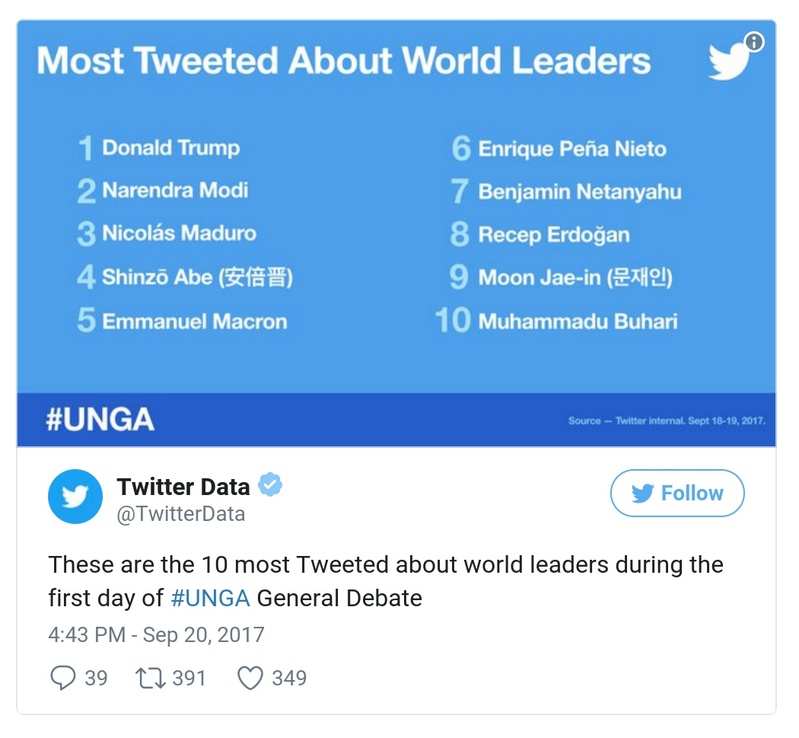 Most Tweeted About World Leaders
1 Donald Trump
2 Narendra Modi
3 Nicolás Maduro
4 Shinzō Abe (安倍晋)
5 Emmanuel Macron
6 Enrique Peña Nieto
7 Benjamin Netanyahu
8 Recep Erdoğan
9 Moon Jae-in (문재인)
10 Muhammadu Buhari
#UNGA
Source — Twitter internal. Sept 18-19, 2017.
Twitter Data
@TwitterData
Follow
These are the 10 most Tweeted about world leaders during the
first day of #UNGA General Debate
4:43 PM - Sep 20, 2017
39 391 349